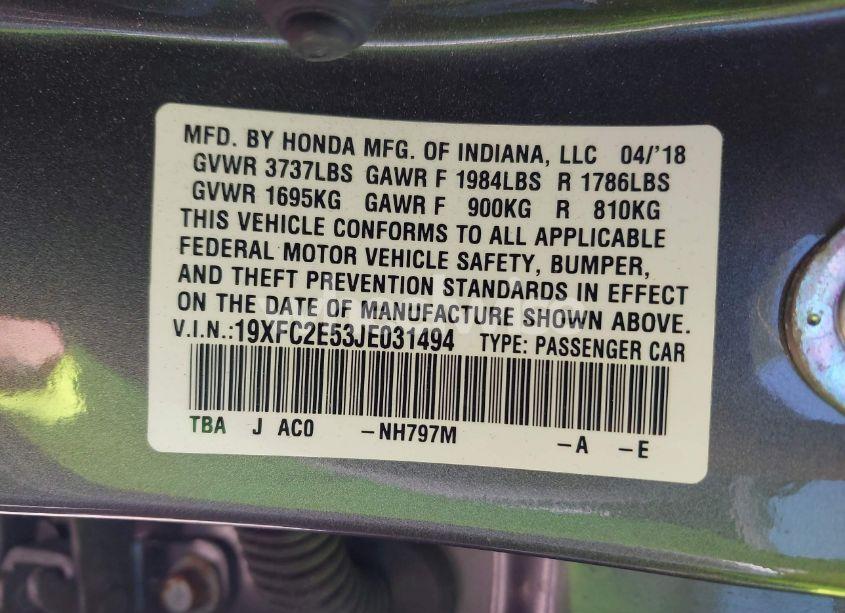 MFD. BY HONDA MFG. OF INDIANA, LLC 04/'18
GVWR 3737LBS GAWR F 1984LBS R 1786LBS
GVWR 1695KG GAWR F 900KG R 810KG
THIS VEHICLE CONFORMS TO ALL APPLICABLE
FEDERAL MOTOR VEHICLE SAFETY, BUMPER,
AND THEFT PREVENTION STANDARDS IN EFFECT
ON THE DATE OF MANUFACTURE SHOWN ABOVE.
V.I.N.:19XFC2E53JE031494 TYPE: PASSENGER CAR
TBA J AC0 -NH797M -A -E